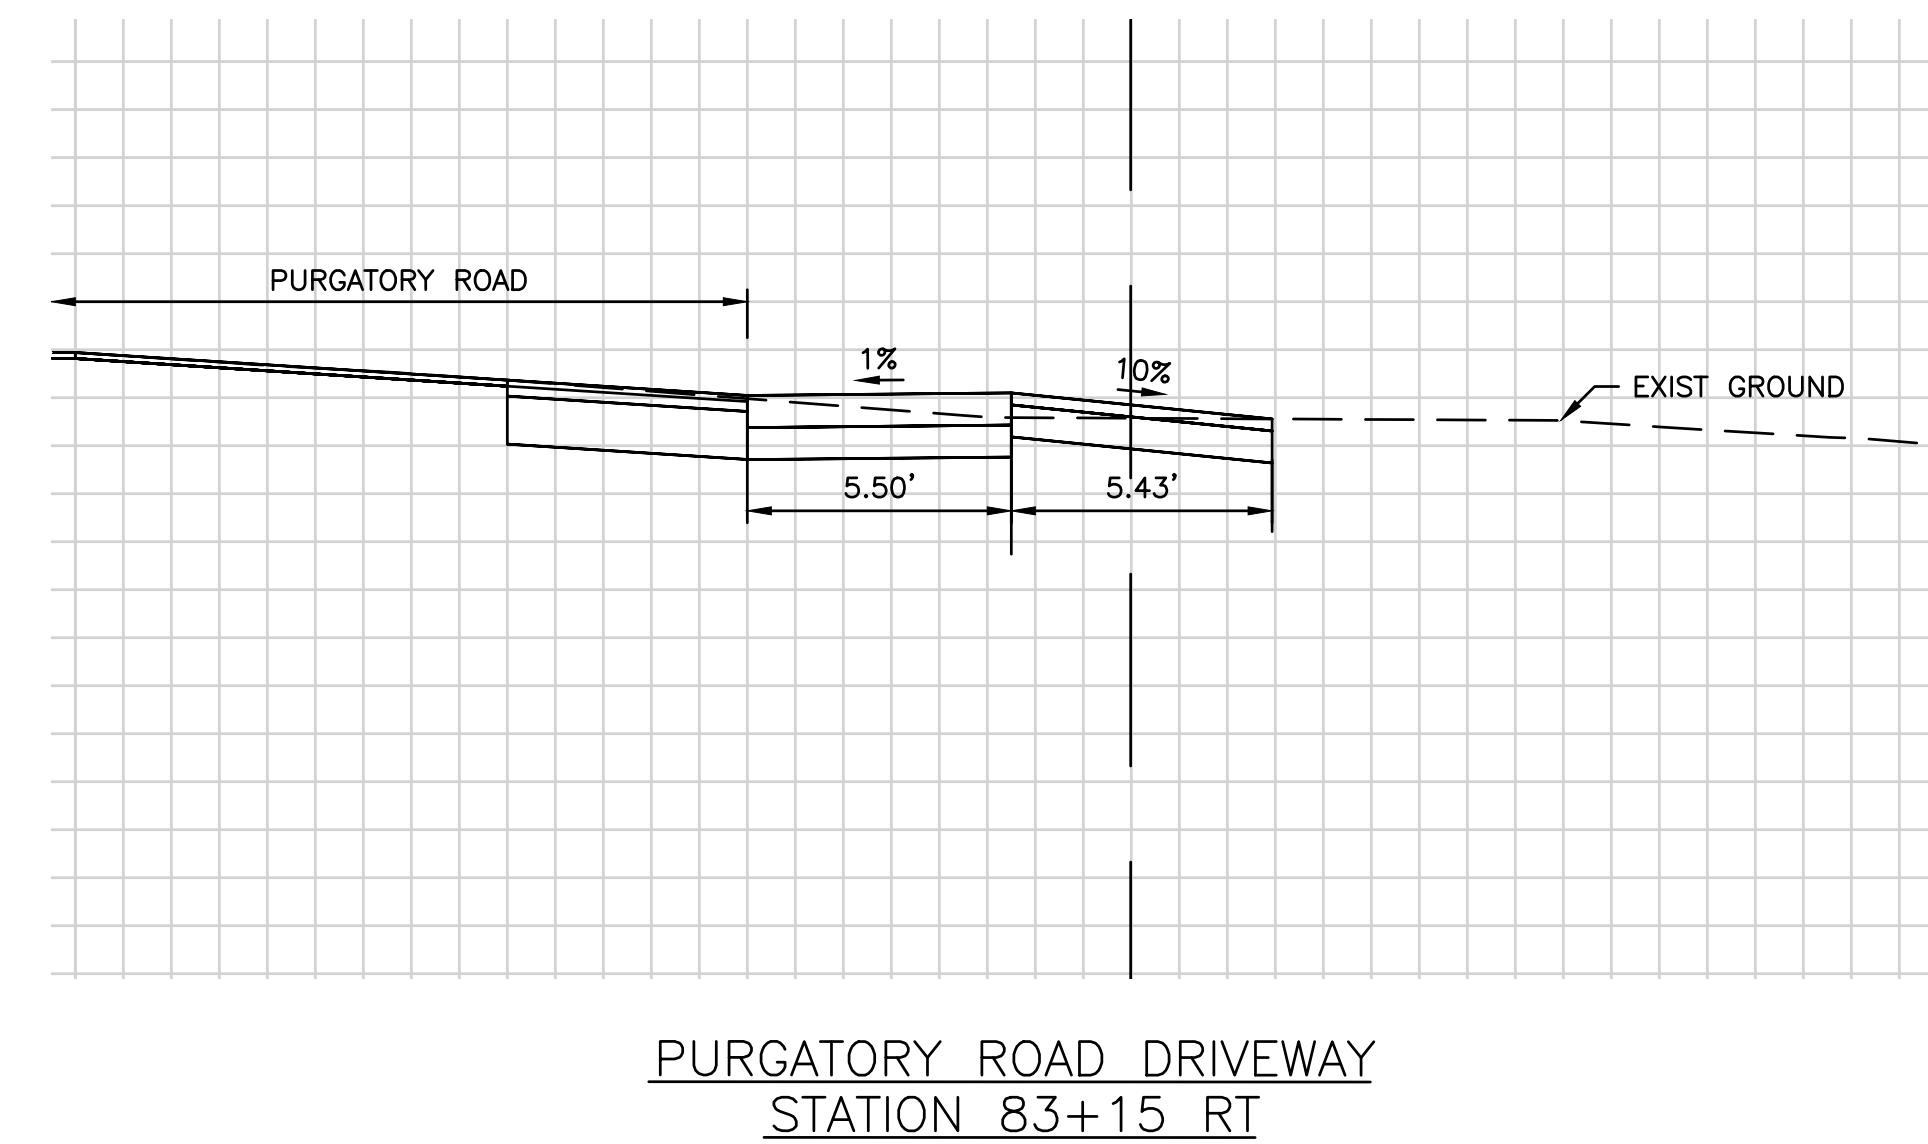 PURGATORY ROAD
1%
10%
EXIST GROUND
5.50'
5.43'
PURGATORY ROAD DRIVEWAY
STATION 83+15 RT